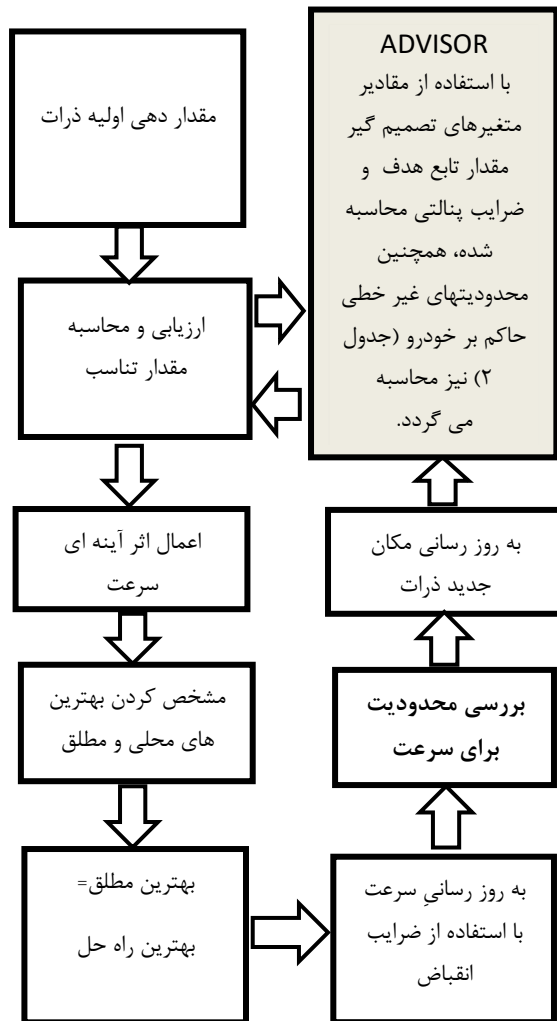 مقدار دهی اولیه ذرات
ارزیابی و محاسبه
مقدار تناسب
اعمال اثر آینه ای
سرعت
مشخص کردن بهترین
های محلی و مطلق
بهترین مطلق=
بهترین راه حل
به روز رسانیِ سرعت
با استفاده از ضرایب
انقباض
بررسی محدودیت
برای سرعت
به روز رسانی مکان
جدید ذرات
ADVISOR
با استفاده از مقادیر
متغیرهای تصمیم گیر
مقدار تابع هدف و
ضرایب پنالتی محاسبه
شده، همچنین
محدودیتهای غیر خطی
حاکم بر خودرو (جدول
۲) نیز محاسبه
می گردد.